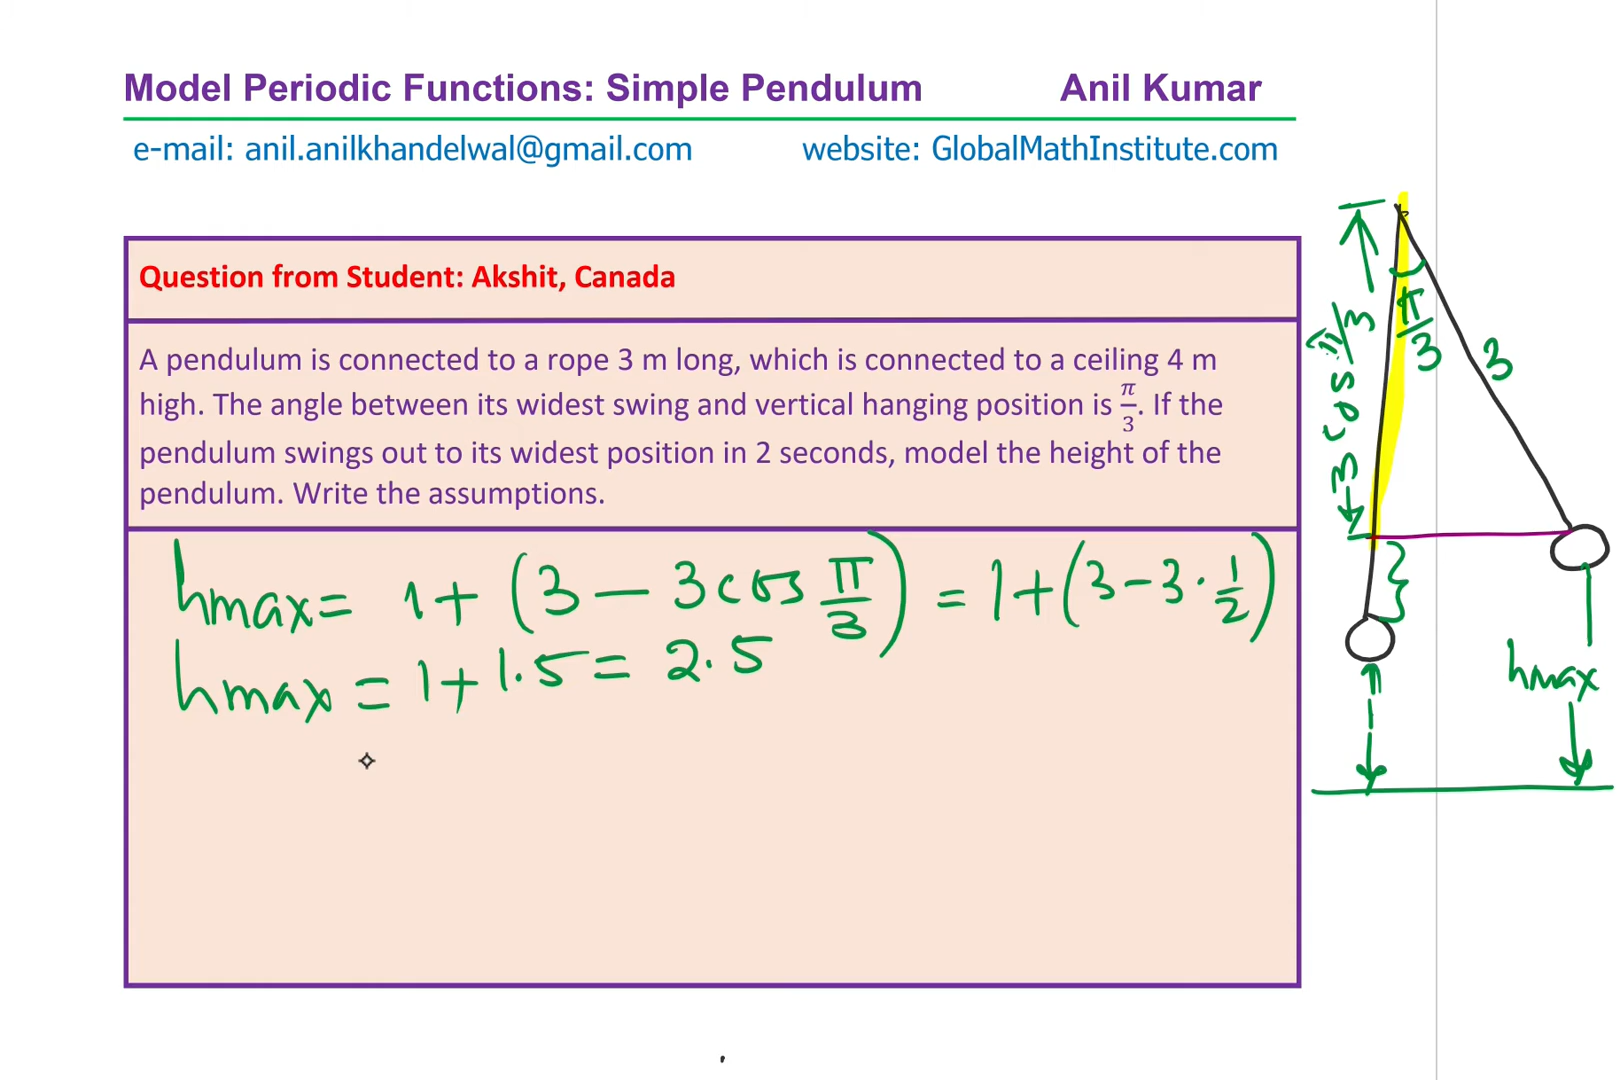 Model Periodic Functions: Simple Pendulum Anil Kumar
e-mail: anil.anilkhandelwal@gmail.com website: GlobalMathInstitute.com
Question from Student: Akshit, Canada
A pendulum is connected to a rope 3 m long, which is connected to a ceiling 4 m
high. The angle between its widest swing and vertical hanging position is π/3. If the
pendulum swings out to its widest position in 2 seconds, model the height of the
pendulum. Write the assumptions.
hmax = 1 + (3 − 3 cos π/3) = 1 + (3 − 3 · 1/2)
hmax = 1 + 1.5 = 2.5
3 cos π/3
π/3
3
hmax